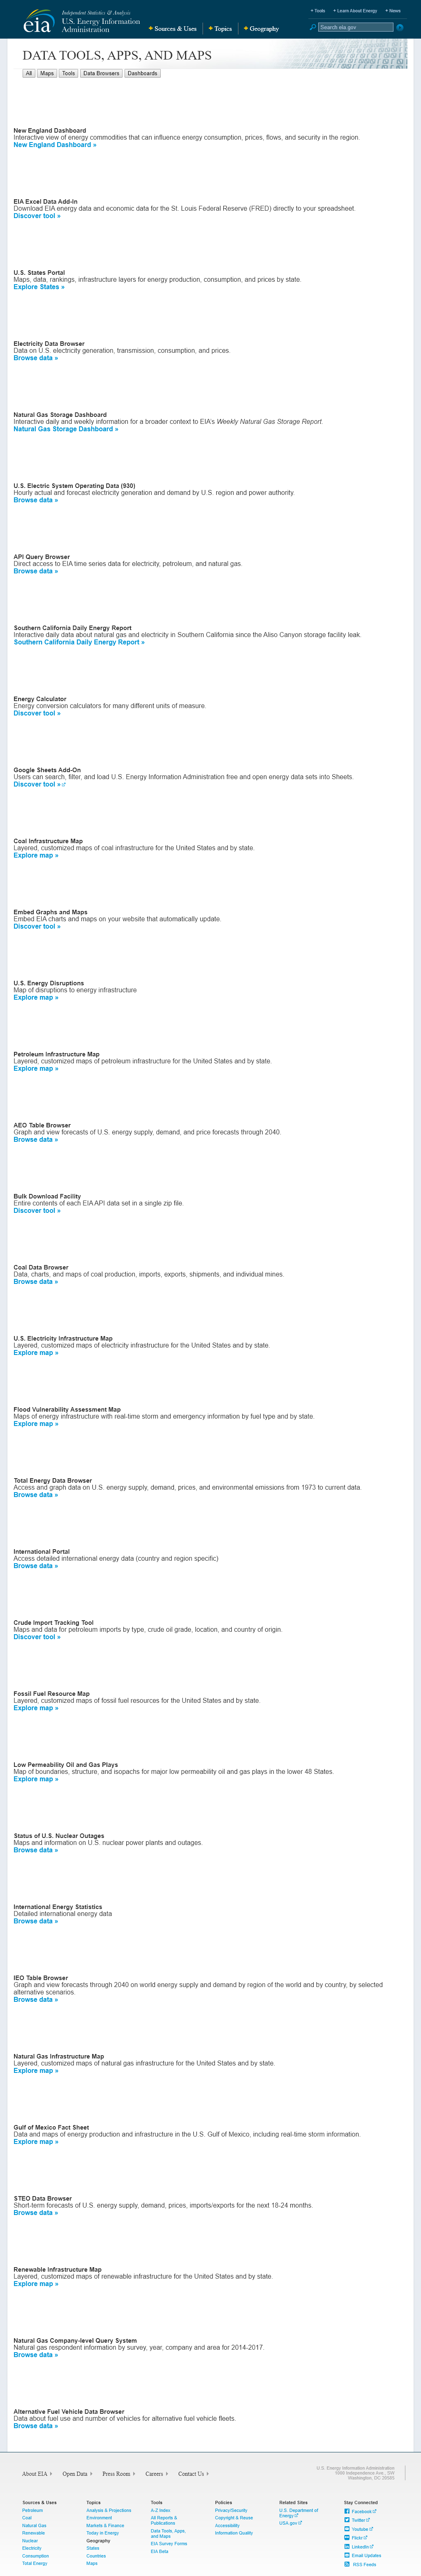 Tools
Learn About Energy
News
eia
Independent Statistics & Analysis
U.S. Energy Information
Administration
Sources & Uses
Topics
Geography
Search eia.gov
DATA TOOLS, APPS, AND MAPS
All
Maps
Tools
Data Browsers
Dashboards
New England Dashboard
Interactive view of energy commodities that can influence energy consumption, prices, flows, and security in the region.
New England Dashboard »
EIA Excel Data Add-in
Download EIA energy data and economic data for the St. Louis Federal Reserve (FRED) directly to your spreadsheet.
Discover tool »
U.S. States Portal
Maps, data, rankings, infrastructure layers for energy production, consumption, and prices by state.
Explore States »
Electricity Data Browser
Data on U.S. electricity generation, transmission, consumption, and prices.
Browse data »
Natural Gas Storage Dashboard
Interactive daily and weekly information for a broader context to EIA's Weekly Natural Gas Storage Report.
Natural Gas Storage Dashboard »
U.S. Electric System Operating Data (930)
Hourly actual and forecast electricity generation and demand by U.S. region and power authority.
Browse data »
API Query Browser
Direct access to EIA time series data for electricity, petroleum, and natural gas.
Browse data »
Southern California Daily Energy Report
Interactive daily data about natural gas and electricity in Southern California since the Aliso Canyon storage facility leak.
Southern California Daily Energy Report »
Energy Calculator
Energy conversion calculators for many different units of measure.
Discover tool »
Google Sheets Add-On
Users can search, filter, and load U.S. Energy Information Administration free and open energy data sets into Sheets.
Discover tool »
Coal Infrastructure Map
Layered, customized maps of coal infrastructure for the United States and by state.
Explore map »
Embed Graphs and Maps
Embed EIA charts and maps on your website that automatically update.
Discover tool »
U.S. Energy Disruptions
Map of disruptions to energy infrastructure
Explore map »
Petroleum Infrastructure Map
Layered, customized maps of petroleum infrastructure for the United States and by state.
Explore map »
AEO Table Browser
Graph and view forecasts of U.S. energy supply, demand, and price forecasts through 2040.
Browse data »
Bulk Download Facility
Entire contents of each EIA API data set in a single zip file.
Discover tool »
Coal Data Browser
Data, charts, and maps of coal production, imports, exports, shipments, and individual mines.
Browse data »
U.S. Electricity Infrastructure Map
Layered, customized maps of electricity infrastructure for the United States and by state.
Explore map »
Flood Vulnerability Assessment Map
Maps of energy infrastructure with real-time storm and emergency information by fuel type and by state.
Explore map »
Total Energy Data Browser
Access and graph data on U.S. energy supply, demand, prices, and environmental emissions from 1973 to current data.
Browse data »
International Portal
Access detailed international energy data (country and region specific)
Browse data »
Crude Import Tracking Tool
Maps and data for petroleum imports by type, crude oil grade, location, and country of origin.
Discover tool »
Fossil Fuel Resource Map
Layered, customized maps of fossil fuel resources for the United States and by state.
Explore map »
Low Permeability Oil and Gas Plays
Map of boundaries, structure, and isopachs for major low permeability oil and gas plays in the lower 48 States.
Explore map »
Status of U.S. Nuclear Outages
Maps and information on U.S. nuclear power plants and outages.
Browse data »
International Energy Statistics
Detailed international energy data
Browse data »
IEO Table Browser
Graph and view forecasts through 2040 on world energy supply and demand by region of the world and by country, by selected
alternative scenarios.
Browse data »
Natural Gas Infrastructure Map
Layered, customized maps of natural gas infrastructure for the United States and by state.
Explore map »
Gulf of Mexico Fact Sheet
Data and maps of energy production and infrastructure in the U.S. Gulf of Mexico, including real-time storm information.
Explore map »
STEO Data Browser
Short-term forecasts of U.S. energy supply, demand, prices, imports/exports for the next 18-24 months.
Browse data »
Renewable Infrastructure Map
Layered, customized maps of renewable infrastructure for the United States and by state.
Explore map »
Natural Gas Company-level Query System
Natural gas respondent information by survey, year, company and area for 2014-2017.
Browse data »
Alternative Fuel Vehicle Data Browser
Data about fuel use and number of vehicles for alternative fuel vehicle fleets.
Browse data »
About EIA
Open Data
Press Room
Careers
Contact Us
U.S. Energy Information Administration
1000 Independence Ave., SW
Washington, DC 20585
Sources & Uses
Petroleum
Coal
Natural Gas
Renewable
Nuclear
Electricity
Consumption
Total Energy
Topics
Analysis & Projections
Environment
Markets & Finance
Today in Energy
Geography
States
Countries
Maps
Tools
A-Z Index
All Reports &
Publications
Data Tools, Apps,
and Maps
EIA Survey Forms
EIA Beta
Policies
Privacy/Security
Copyright & Reuse
Accessibility
Information Quality
Related Sites
U.S. Department of
Energy
USA.gov
Stay Connected
Facebook
Twitter
Youtube
Flickr
LinkedIn
Email Updates
RSS Feeds